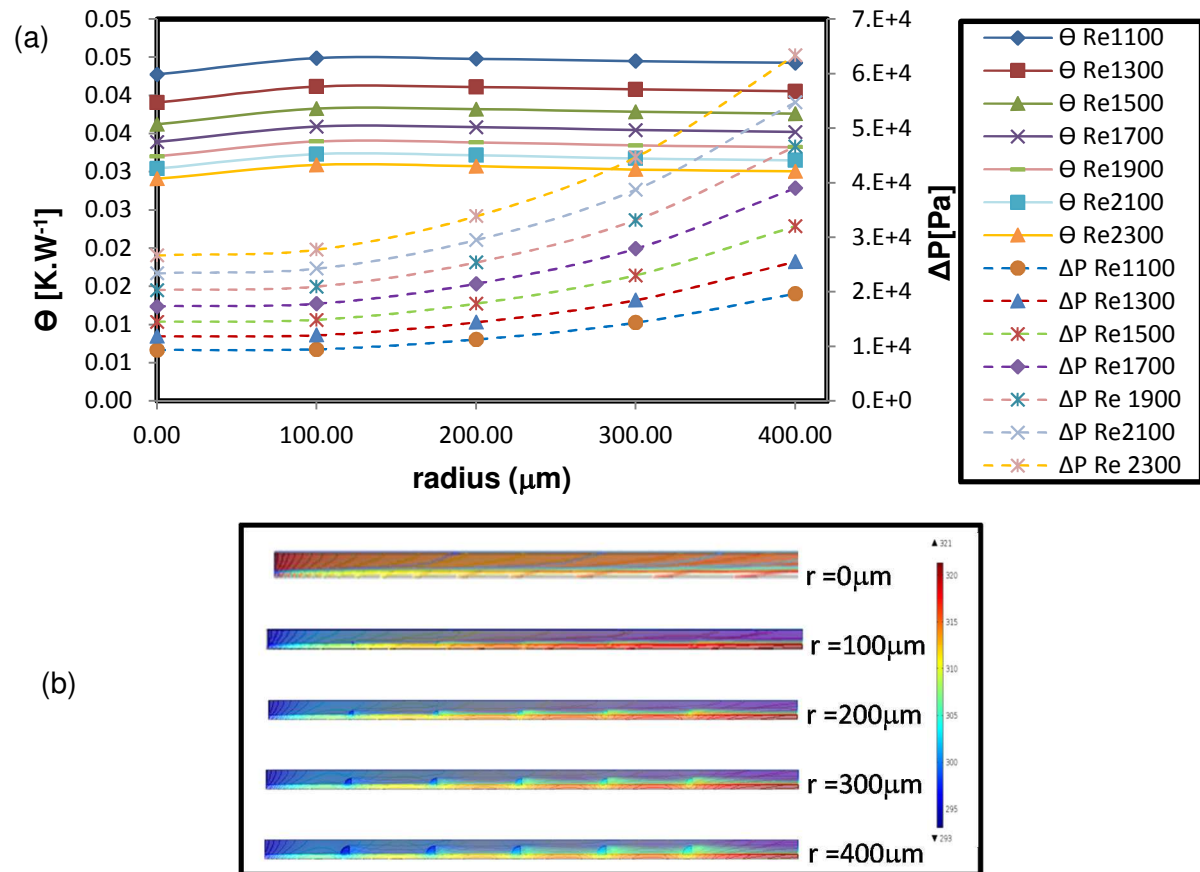 (a)
0.05
0.05
0.04
0.04
0.03
0.03
0.02
0.02
0.01
0.01
0.00
Ɵ [K.W⁻¹]
0.00 100.00 200.00 300.00 400.00
radius (μm)
7.E+4
6.E+4
5.E+4
4.E+4
3.E+4
2.E+4
1.E+4
0.E+0
ΔP[Pa]
Ɵ Re1100
Ɵ Re1300
Ɵ Re1500
Ɵ Re1700
Ɵ Re1900
Ɵ Re2100
Ɵ Re2300
ΔP Re1100
ΔP Re1300
ΔP Re1500
ΔP Re1700
ΔP Re 1900
ΔP Re2100
ΔP Re 2300
(b)
r =0μm
r =100μm
r =200μm
r =300μm
r =400μm
▲ 321
320
315
310
305
300
295
▼ 293